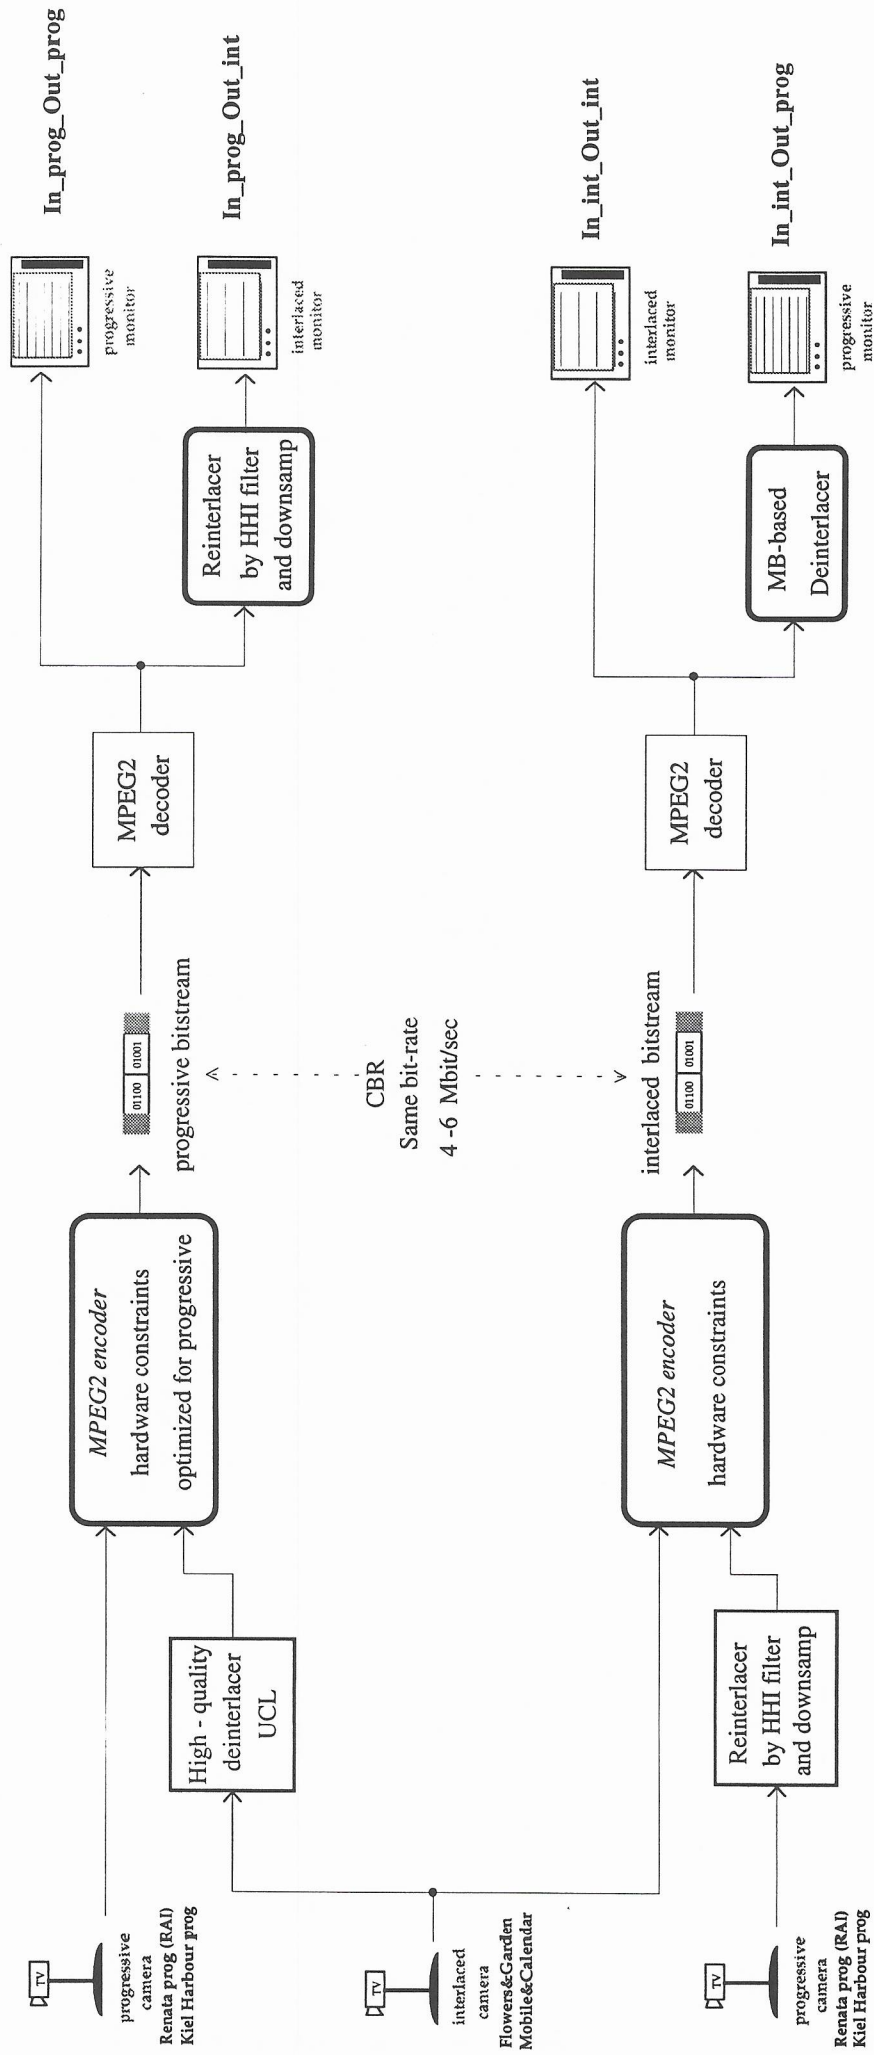 TV
progressive
camera
Renata prog (RAI)
Kiel Harbour prog
High - quality
deinterlacer
UCL
MPEG2 encoder
hardware constraints
optimized for progressive
01100 01001
progressive bitstream
MPEG2
decoder
Reinterlacer
by HHI filter
and downsamp
progressive
monitor
In_prog_Out_prog
interlaced
monitor
In_prog_Out_int
TV
interlaced
camera
Flowers&Garden
Mobile&Calendar
CBR
Same bit-rate
4 -6 Mbit/sec
TV
progressive
camera
Renata prog (RAI)
Kiel Harbour prog
Reinterlacer
by HHI filter
and downsamp
MPEG2 encoder
hardware constraints
interlaced bitstream
01100 01001
MPEG2
decoder
MB-based
Deinterlacer
interlaced
monitor
In_int_Out_int
progressive
monitor
In_int_Out_prog